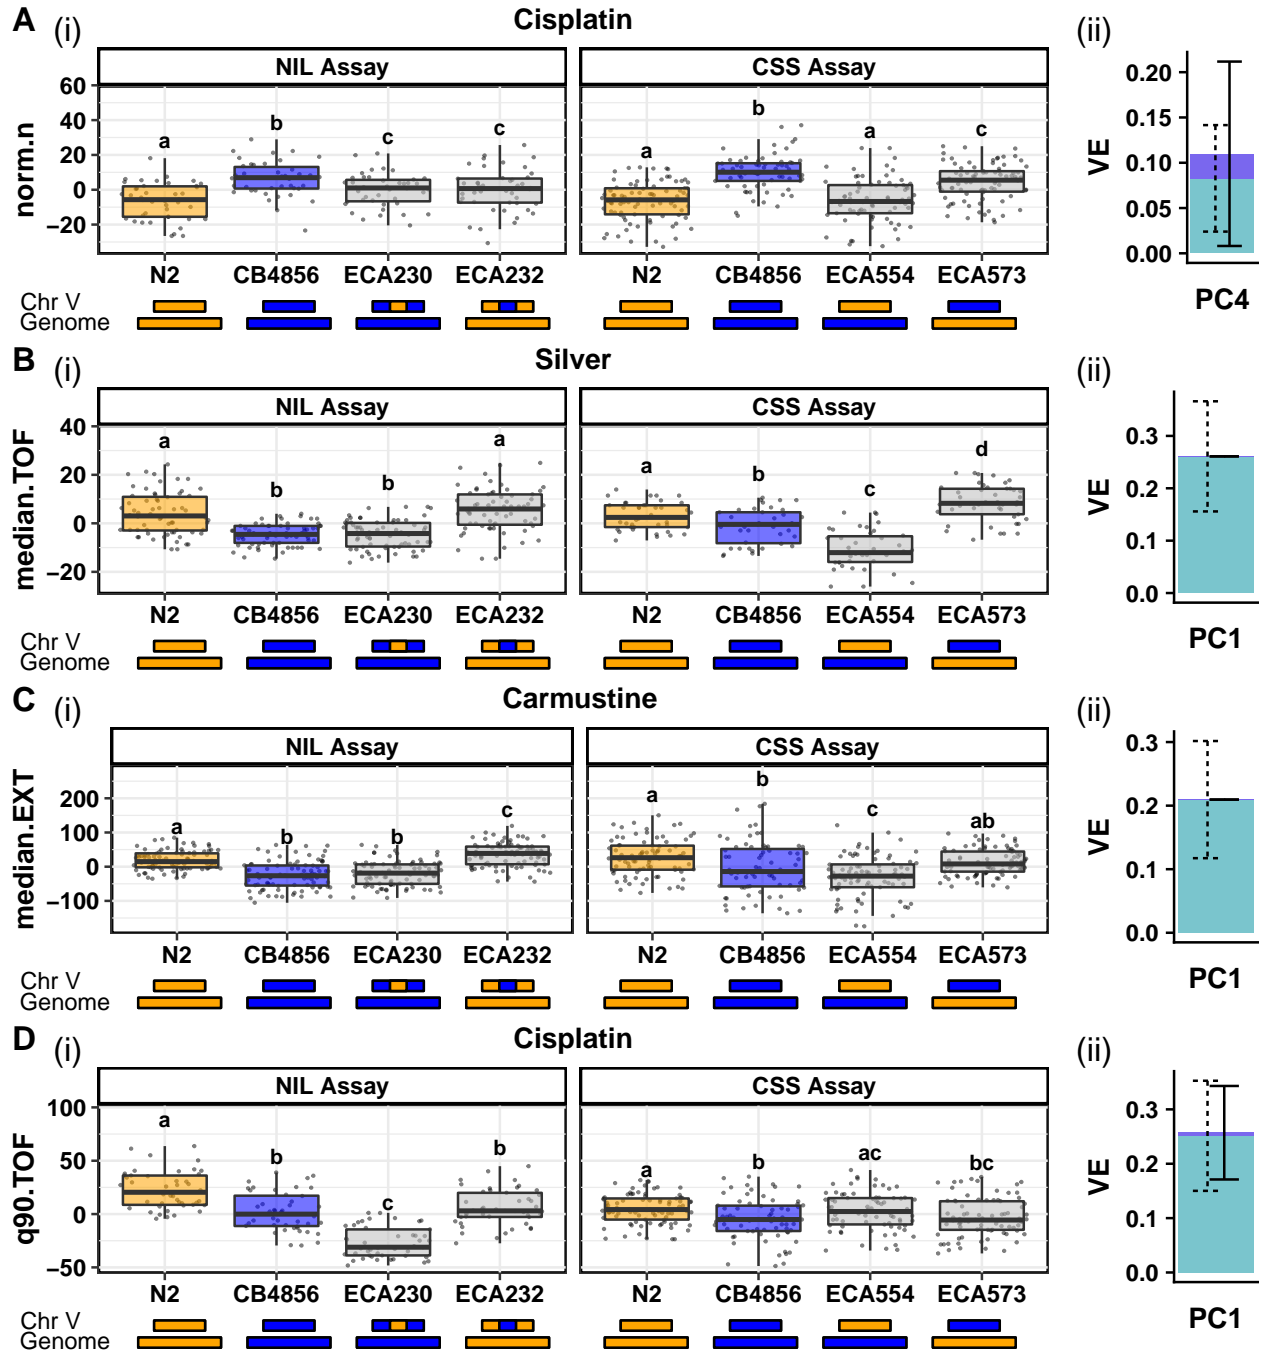 A (i) Cisplatin (ii)
NIL Assay CSS Assay
norm.n
60
40
20
0
−20
a b c c
a b a c
N2 CB4856 ECA230 ECA232 N2 CB4856 ECA554 ECA573
Chr V
Genome
VE
0.20
0.15
0.10
0.05
0.00
PC4
B (i) Silver (ii)
NIL Assay CSS Assay
median.TOF
40
20
0
−20
a b b a
a b c d
N2 CB4856 ECA230 ECA232 N2 CB4856 ECA554 ECA573
Chr V
Genome
VE
0.3
0.2
0.1
0.0
PC1
C (i) Carmustine (ii)
NIL Assay CSS Assay
median.EXT
200
100
0
−100
a b b c
a b c ab
N2 CB4856 ECA230 ECA232 N2 CB4856 ECA554 ECA573
Chr V
Genome
VE
0.3
0.2
0.1
0.0
PC1
D (i) Cisplatin (ii)
NIL Assay CSS Assay
q90.TOF
100
50
0
−50
a b c b
a b ac bc
N2 CB4856 ECA230 ECA232 N2 CB4856 ECA554 ECA573
Chr V
Genome
VE
0.3
0.2
0.1
0.0
PC1